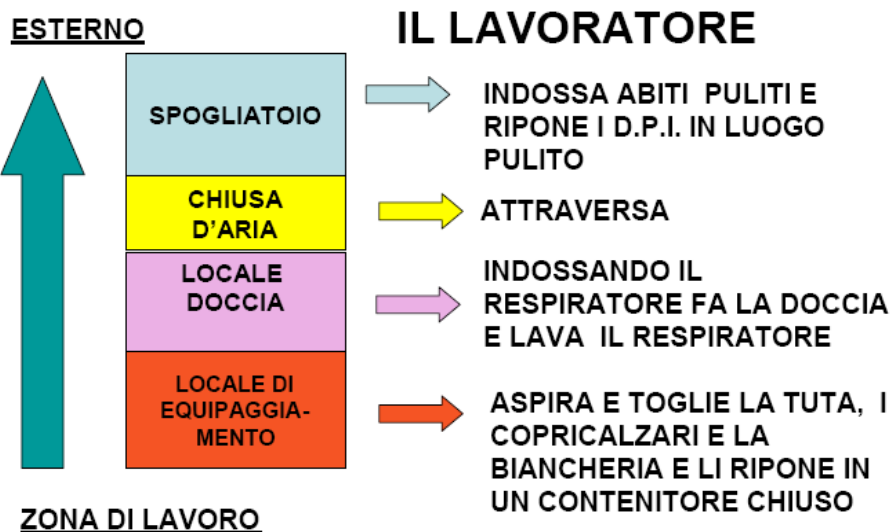 ESTERNO
IL LAVORATORE
SPOGLIATOIO
INDOSSA ABITI PULITI E
RIPONE I D.P.I. IN LUOGO
PULITO
CHIUSA
D'ARIA
ATTRAVERSA
LOCALE
DOCCIA
INDOSSANDO IL
RESPIRATORE FA LA DOCCIA
E LAVA IL RESPIRATORE
LOCALE DI
EQUIPAGGIA-
MENTO
ASPIRA E TOGLIE LA TUTA, I
COPRICALZARI E LA
BIANCHERIA E LI RIPONE IN
UN CONTENITORE CHIUSO
ZONA DI LAVORO